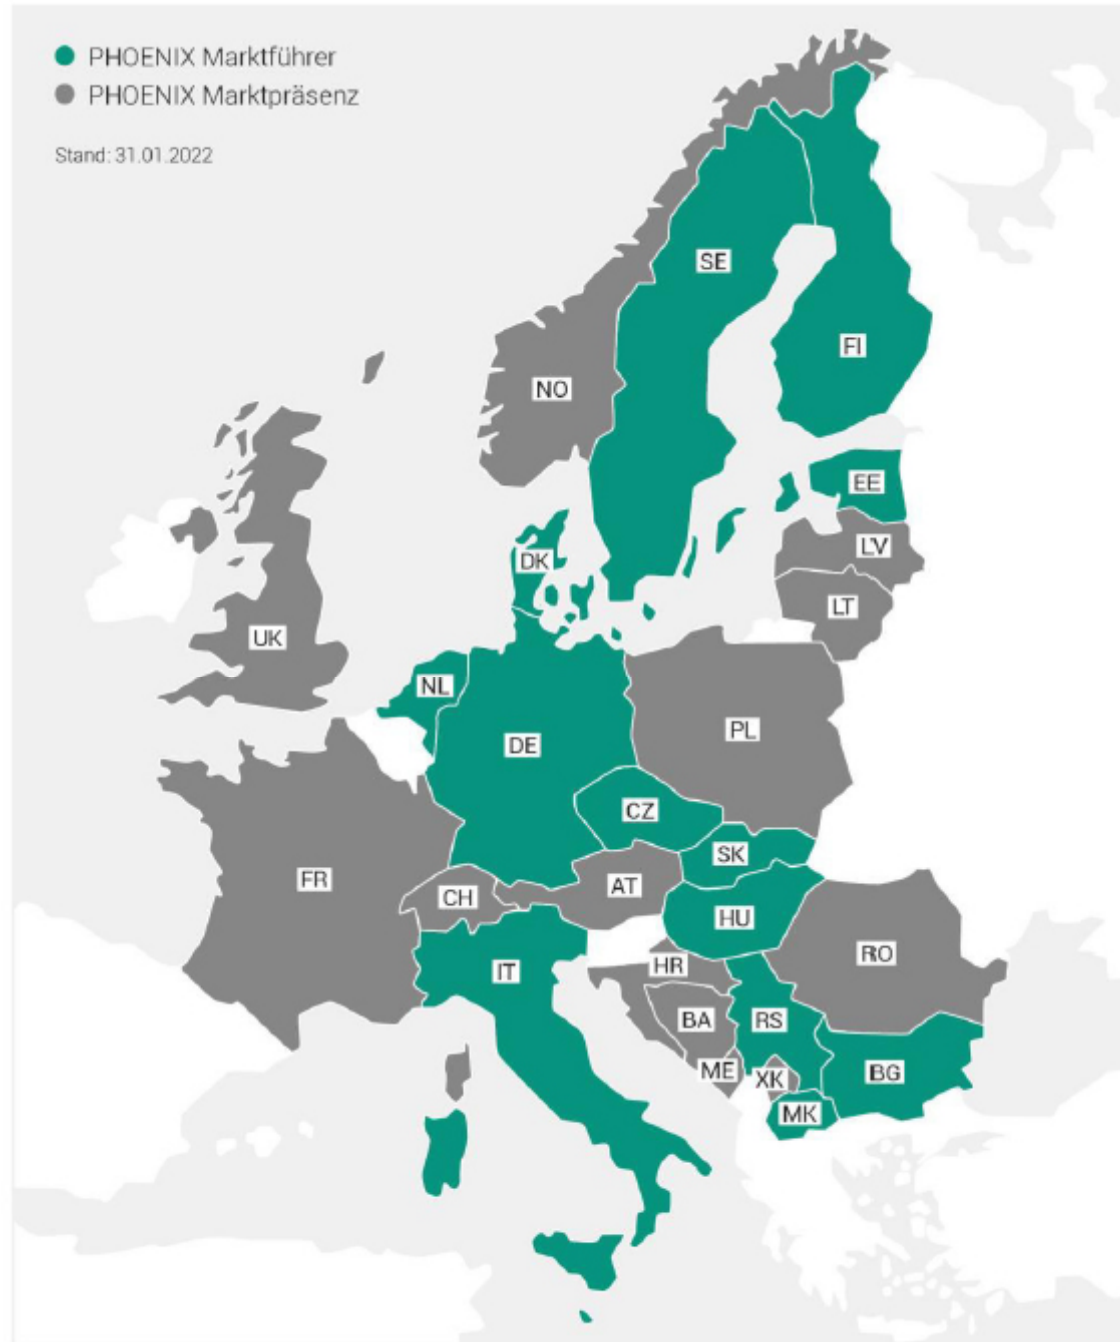 PHOENIX Marktführer
PHOENIX Marktpräsenz
Stand: 31.01.2022
SE
FI
NO
EE
LV
DK
LT
UK
NL
PL
DE
CZ
SK
FR
AT
CH
HU
RO
HR
IT
BA
RS
ME
XK
BG
MK